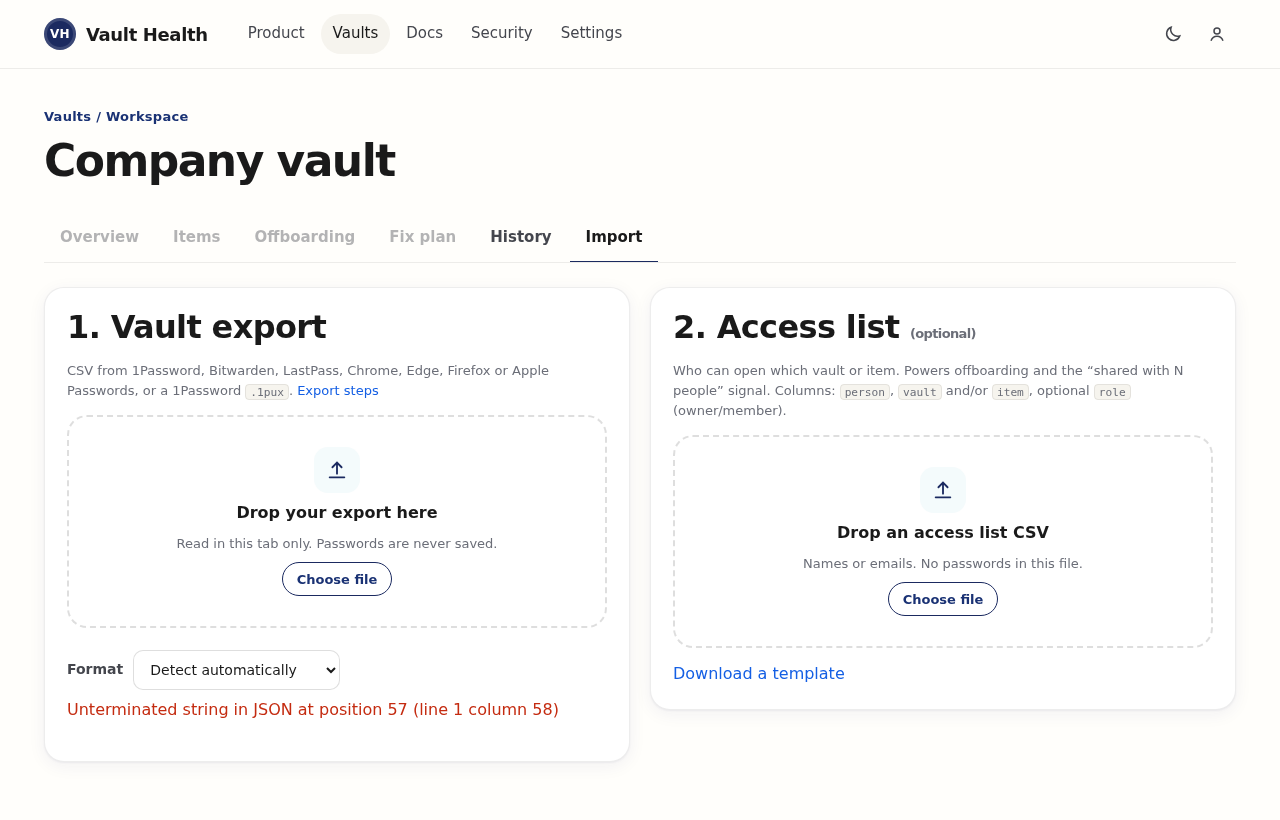 VH Vault Health Product Vaults Docs Security Settings
Vaults / Workspace
Company vault
Overview Items Offboarding Fix plan History Import
1. Vault export
CSV from 1Password, Bitwarden, LastPass, Chrome, Edge, Firefox or Apple
Passwords, or a 1Password .1pux. Export steps
Drop your export here
Read in this tab only. Passwords are never saved.
Choose file
Format Detect automatically
Unterminated string in JSON at position 57 (line 1 column 58)
2. Access list (optional)
Who can open which vault or item. Powers offboarding and the “shared with N
people” signal. Columns: person, vault and/or item, optional role
(owner/member).
Drop an access list CSV
Names or emails. No passwords in this file.
Choose file
Download a template